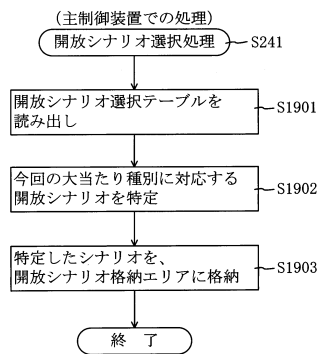 (主制御装置での処理)
開放シナリオ選択処理
S241
開放シナリオ選択テーブルを
読み出し
S1901
今回の大当たり種別に対応する
開放シナリオを特定
S1902
特定したシナリオを、
開放シナリオ格納エリアに格納
S1903
終 了